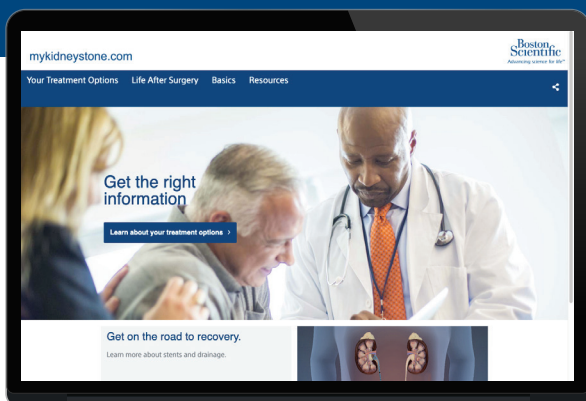 mykidneystone.com
Boston
Scientific
Advancing science for life™
Your Treatment Options Life After Surgery Basics Resources
Get the right
information
Learn about your treatment options >
Get on the road to recovery.
Learn more about stents and drainage.